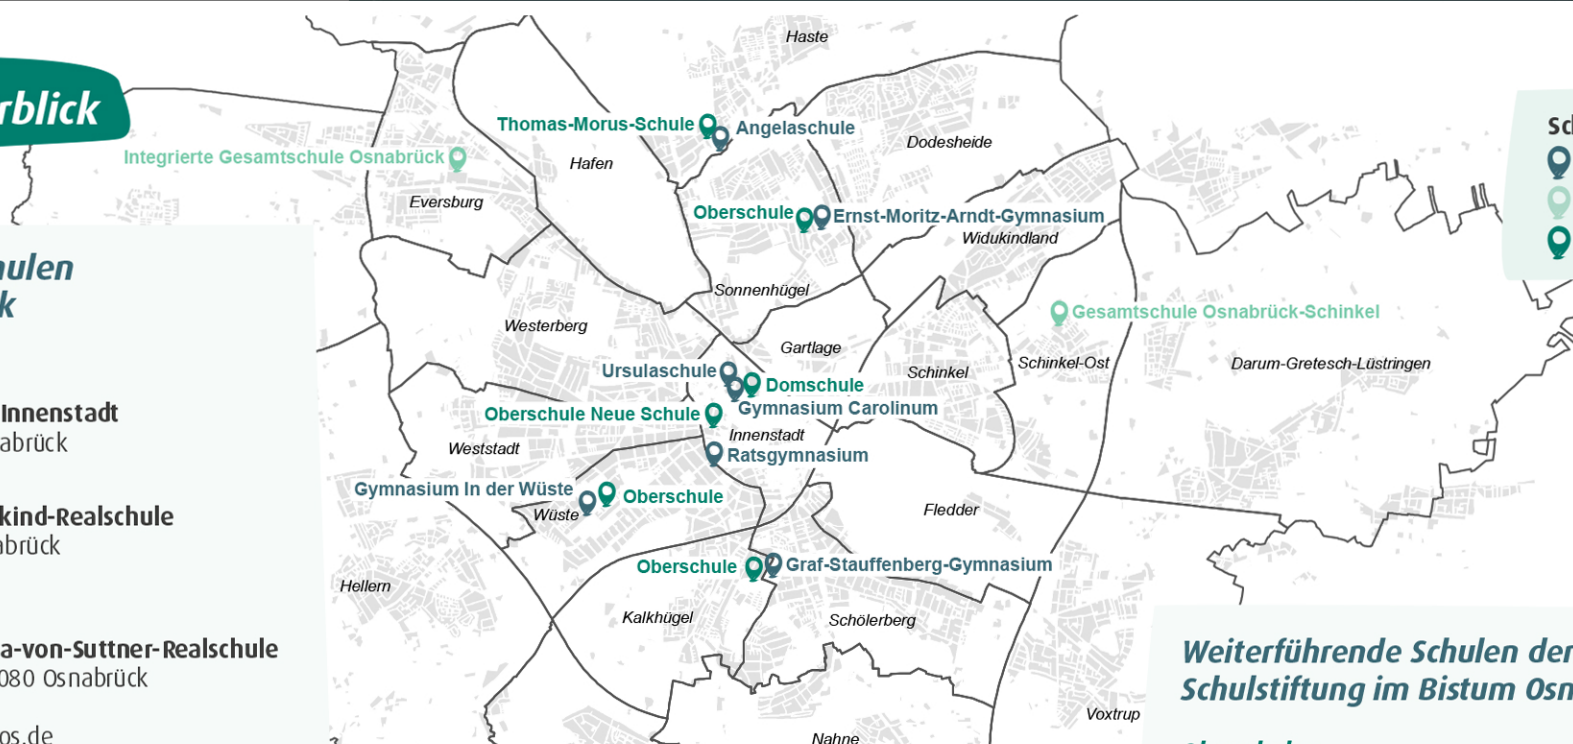 rblick
Haste
Thomas-Morus-Schule
Angelaschule
Dodesheide
Integrierte Gesamtschule Osnabrück
Hafen
Eversburg
Oberschule
Ernst-Moritz-Arndt-Gymnasium
Widukindland
Sonnenhügel
Gesamtschule Osnabrück-Schinkel
Westerberg
Gartlage
Schinkel-Ost
Darum-Gretesch-Lüstringen
Ursulaschule
Schinkel
Domschule
Gymnasium Carolinum
Oberschule Neue Schule
Innenstadt
Weststadt
Ratsgymnasium
Gymnasium In der Wüste
Oberschule
Wüste
Fledder
Oberschule
Graf-Stauffenberg-Gymnasium
Hellern
Kalkhügel
Schölerberg
Voxtrup
Nahne
ulen
k
Innenstadt
abrück
kind-Realschule
abrück
a-von-Suttner-Realschule
080 Osnabrück
os.de
Sc
Weiterführende Schulen der
Schulstiftung im Bistum Osn